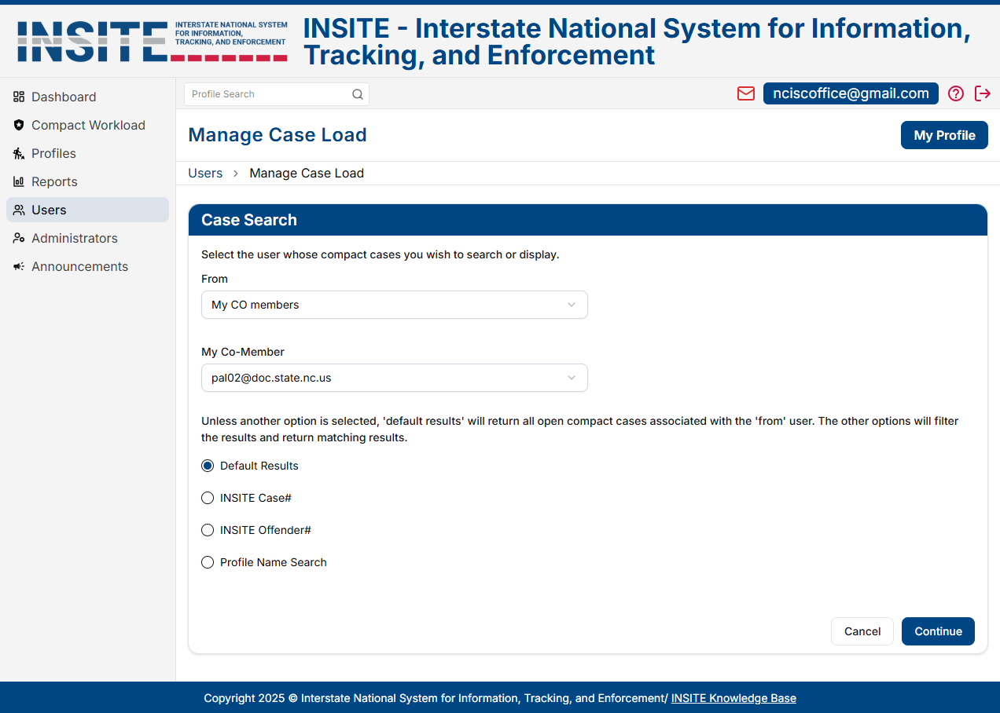 INSITE
INTERSTATE NATIONAL SYSTEM
FOR INFORMATION,
TRACKING, AND ENFORCEMENT
INSITE - Interstate National System for Information,
Tracking, and Enforcement
Dashboard
Compact Workload
Profiles
Reports
Users
Administrators
Announcements
Profile Search
nciscoffice@gmail.com
Manage Case Load
My Profile
Users > Manage Case Load
Case Search
Select the user whose compact cases you wish to search or display.
From
My CO members
My Co-Member
pal02@doc.state.nc.us
Unless another option is selected, 'default results' will return all open compact cases associated with the 'from' user. The other options will filter
the results and return matching results.
Default Results
INSITE Case#
INSITE Offender#
Profile Name Search
Cancel
Continue
Copyright 2025 © Interstate National System for Information, Tracking, and Enforcement/ INSITE Knowledge Base